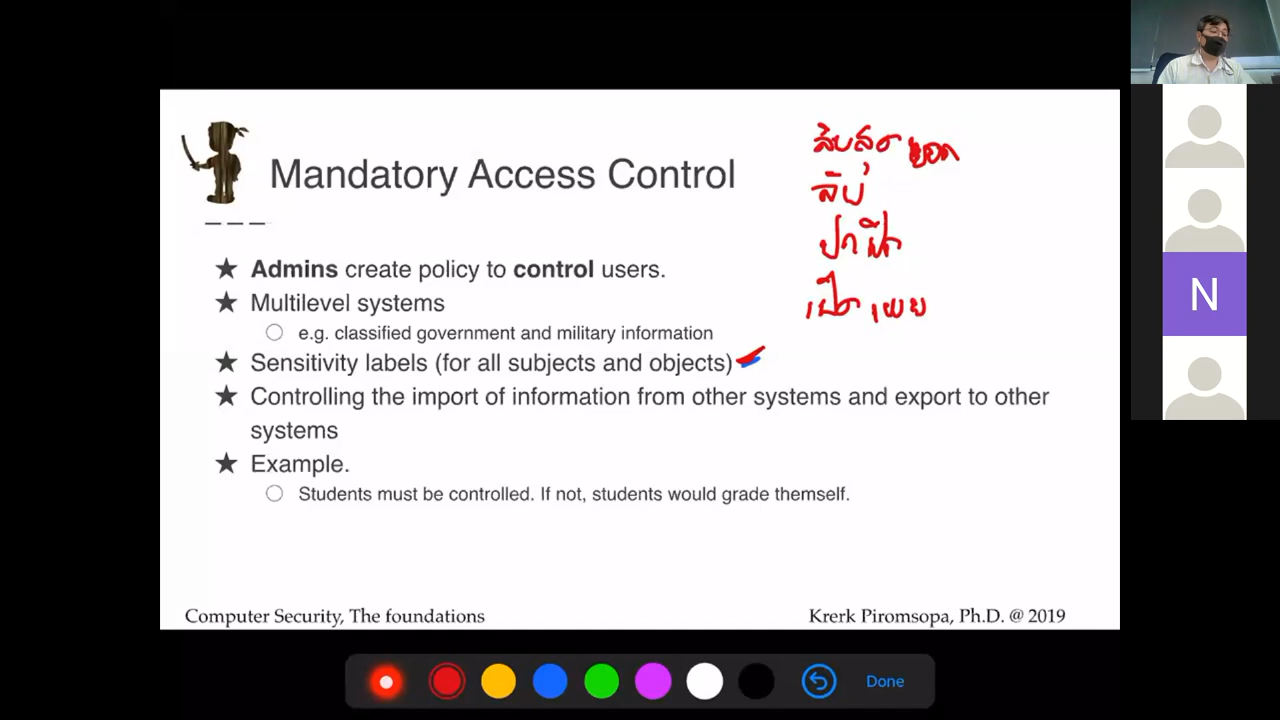 Mandatory Access Control
ลับสุดยอด
ลับ
ปกปิด
เปิดเผย
★ Admins create policy to control users.
★ Multilevel systems
○ e.g. classified government and military information
★ Sensitivity labels (for all subjects and objects)
★ Controlling the import of information from other systems and export to other
systems
★ Example.
○ Students must be controlled. If not, students would grade themself.
Computer Security, The foundations
Krerk Piromsopa, Ph.D. @ 2019
N
Done